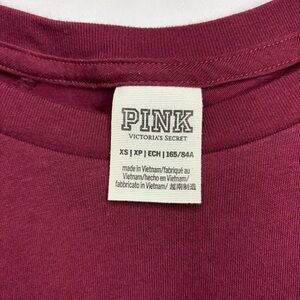 PINK
VICTORIA'S SECRET
XS | XP | ECH | 165/84A
made in Vietnam/fabriqué au
Vietnam/hecho en Vietnam/
fabbricato in Vietnam/ 越南制造